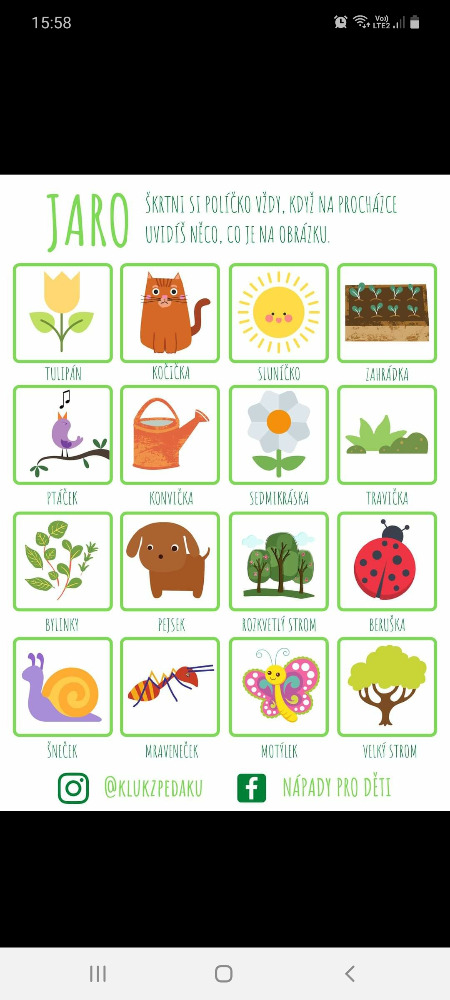 15:58
Vo))
LTE2
JARO
ŠKRTNI SI POLÍČKO VŽDY, KDYŽ NA PROCHÁZCE
UVIDÍŠ NĚCO, CO JE NA OBRÁZKU.
TULIPÁN KOČIČKA SLUNÍČKO ZAHRÁDKA
PTÁČEK KONVIČKA SEDMIKRÁSKA TRAVIČKA
BYLINKY PEJSEK ROZKVETLÝ STROM BERUŠKA
ŠNEČEK MRAVENEČEK MOTÝLEK VELKÝ STROM
@KLUKZPEDAKU NÁPADY PRO DĚTI